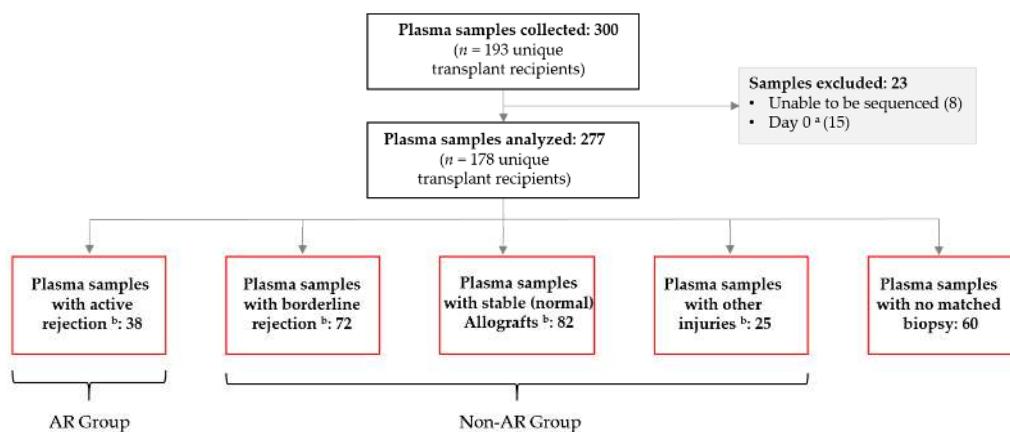 Plasma samples collected: 300
(n = 193 unique
transplant recipients)
Samples excluded: 23
• Unable to be sequenced (8)
• Day 0 ᵃ (15)
Plasma samples analyzed: 277
(n = 178 unique
transplant recipients)
Plasma samples
with active
rejection ᵇ: 38
Plasma samples
with borderline
rejection ᵇ: 72
Plasma samples
with stable (normal)
Allografts ᵇ: 82
Plasma samples
with other
injuries ᵇ: 25
Plasma samples
with no matched
biopsy: 60
AR Group
Non-AR Group